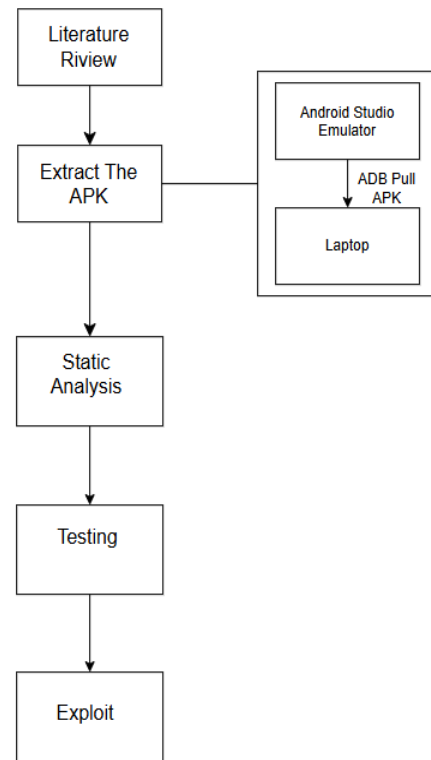 Literature
Riview
Extract The
APK
Android Studio
Emulator
ADB Pull
APK
Laptop
Static
Analysis
Testing
Exploit